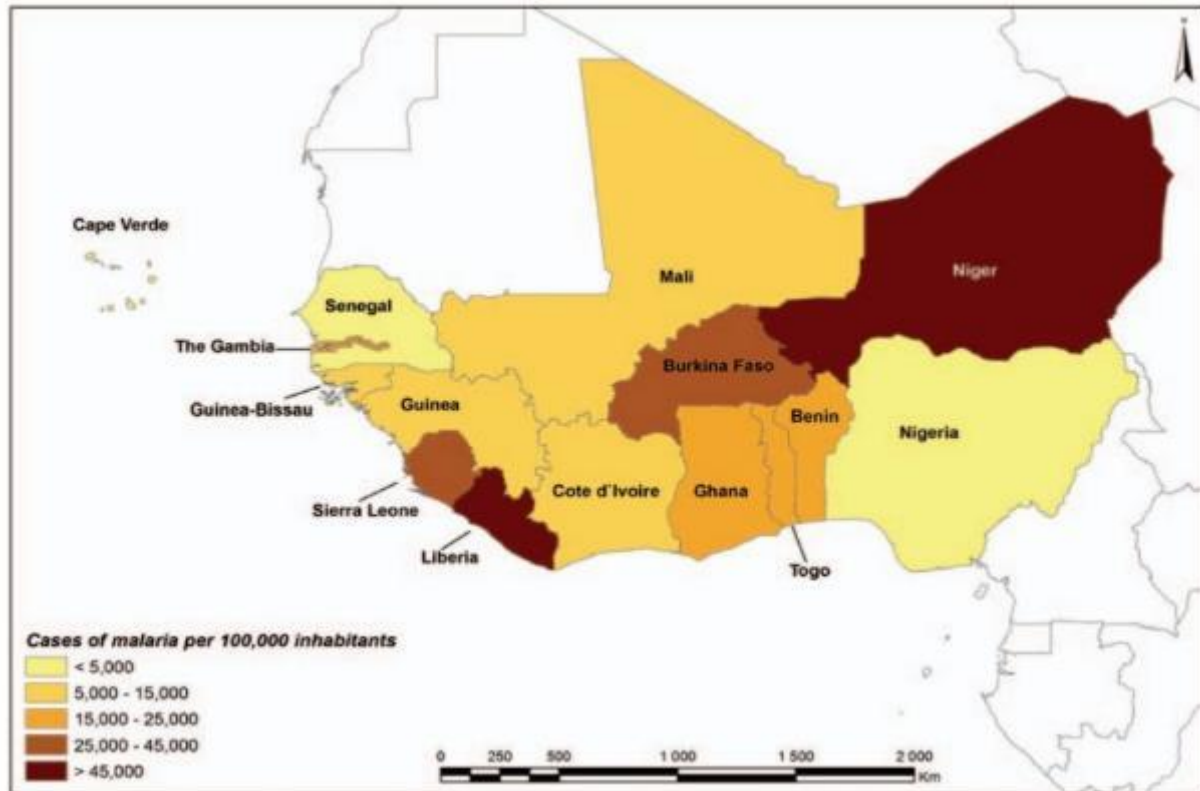 Cape Verde
Mali
Niger
Senegal
The Gambia
Burkina Faso
Guinea-Bissau
Guinea
Benin
Nigeria
Sierra Leone
Cote d´Ivoire
Ghana
Liberia
Togo
Cases of malaria per 100,000 inhabitants
< 5,000
5,000 - 15,000
15,000 - 25,000
25,000 - 45,000
> 45,000
0 250 500 1 000 1 500 2 000
Km